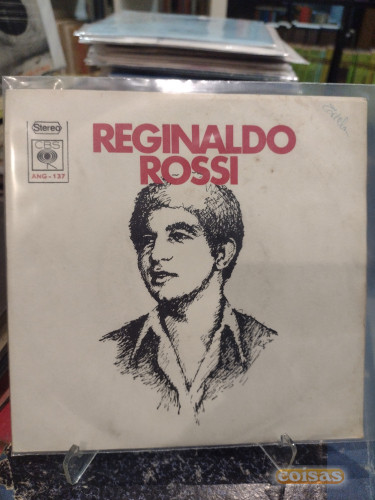 Stereo
CBS
ANG - 137
REGINALDO
ROSSI
coisas